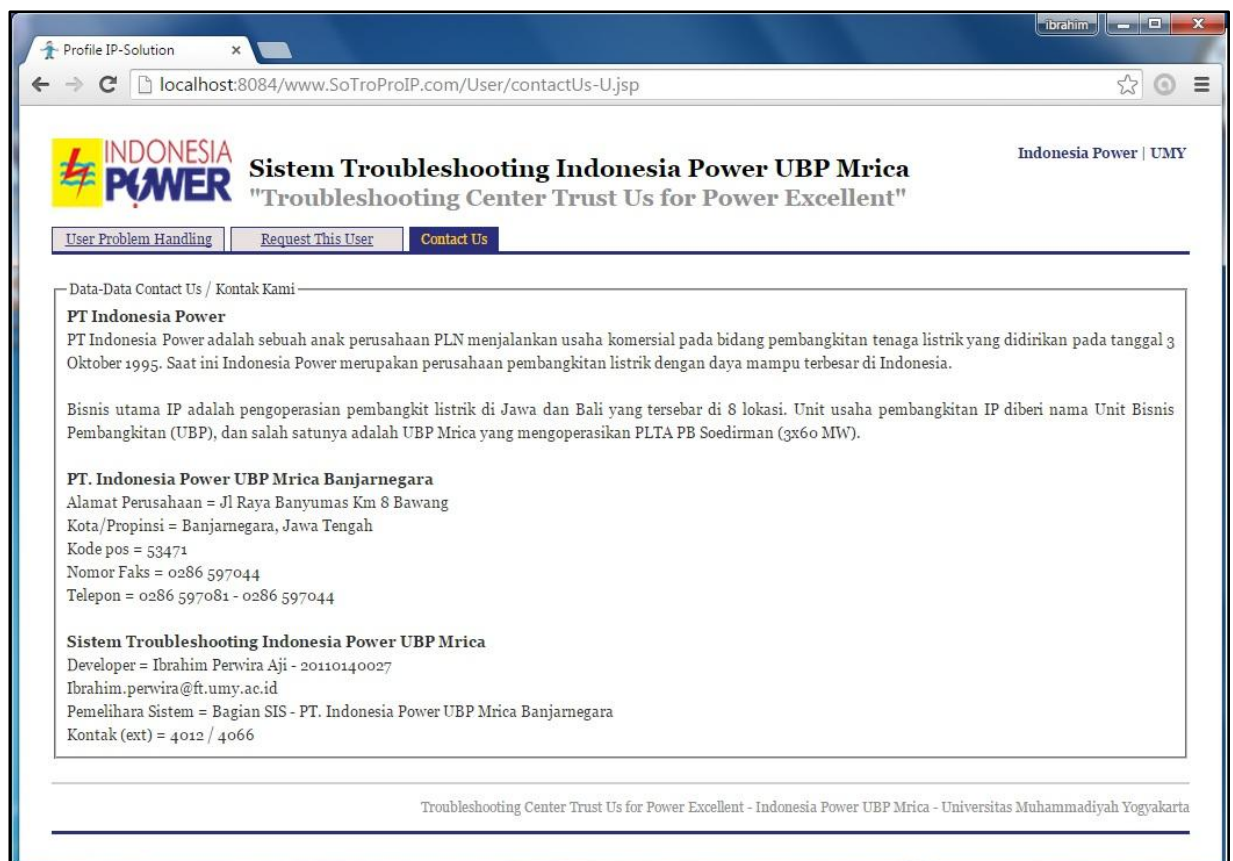 ibrahim
Profile IP-Solution
localhost:8084/www.SoTroProIP.com/User/contactUs-U.jsp
INDONESIA
POWER
Sistem Troubleshooting Indonesia Power UBP Mrica
"Troubleshooting Center Trust Us for Power Excellent"
Indonesia Power | UMY
User Problem Handling Request This User Contact Us
Data-Data Contact Us / Kontak Kami
PT Indonesia Power
PT Indonesia Power adalah sebuah anak perusahaan PLN menjalankan usaha komersial pada bidang pembangkitan tenaga listrik yang didirikan pada tanggal 3
Oktober 1995. Saat ini Indonesia Power merupakan perusahaan pembangkitan listrik dengan daya mampu terbesar di Indonesia.
Bisnis utama IP adalah pengoperasian pembangkit listrik di Jawa dan Bali yang tersebar di 8 lokasi. Unit usaha pembangkitan IP diberi nama Unit Bisnis
Pembangkitan (UBP), dan salah satunya adalah UBP Mrica yang mengoperasikan PLTA PB Soedirman (3x60 MW).
PT. Indonesia Power UBP Mrica Banjarnegara
Alamat Perusahaan = Jl Raya Banyumas Km 8 Bawang
Kota/Propinsi = Banjarnegara, Jawa Tengah
Kode pos = 53471
Nomor Faks = 0286 597044
Telepon = 0286 597081 - 0286 597044
Sistem Troubleshooting Indonesia Power UBP Mrica
Developer = Ibrahim Perwira Aji - 20110140027
Ibrahim.perwira@ft.umy.ac.id
Pemelihara Sistem = Bagian SIS - PT. Indonesia Power UBP Mrica Banjarnegara
Kontak (ext) = 4012 / 4066
Troubleshooting Center Trust Us for Power Excellent - Indonesia Power UBP Mrica - Universitas Muhammadiyah Yogyakarta